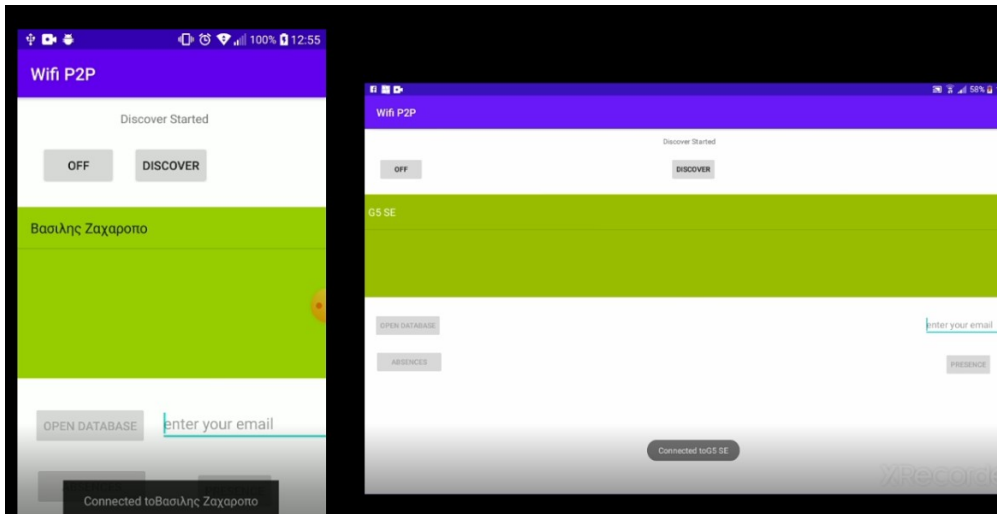 100% 12:55
Wifi P2P
Discover Started
OFF DISCOVER
Βασιλης Ζαχαροπο
OPEN DATABASE enter your email
Connected toΒασιλης Ζαχαροπο
58%
Wifi P2P
Discover Started
OFF DISCOVER
G5 SE
OPEN DATABASE enter your email
ABSENCES PRESENCE
Connected toG5 SE